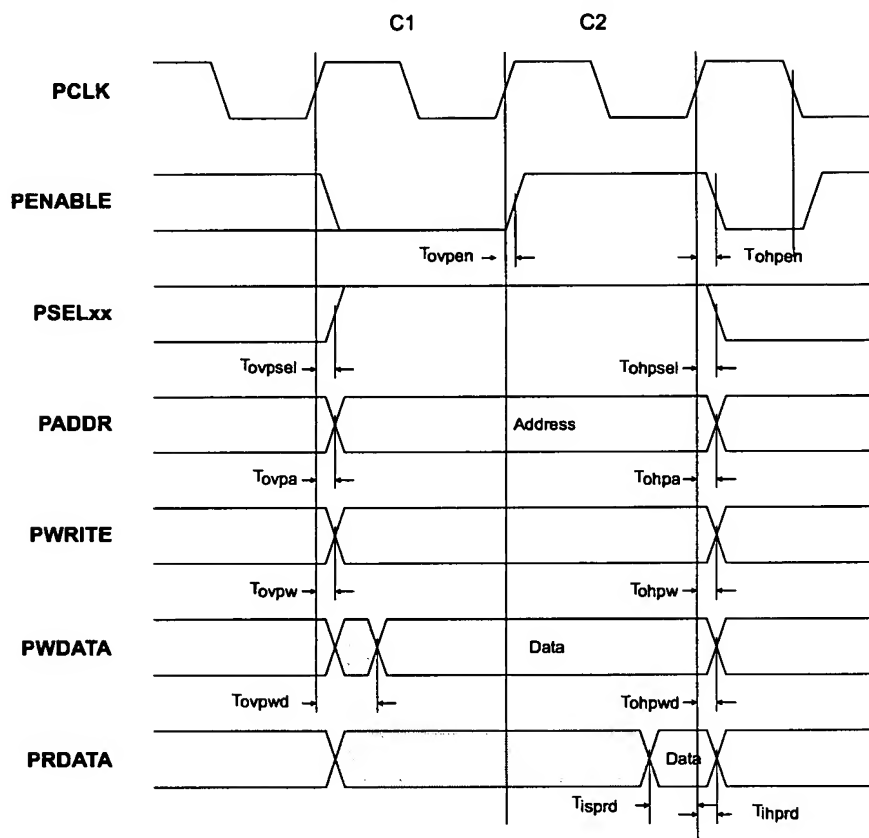 C1 C2
PCLK
PENABLE
Tovpen Tohpen
PSELxx
Tovpsel Tohpsel
PADDR Address
Tovpa Tohpa
PWRITE
Tovpw Tohpw
PWDATA Data
Tovpwd Tohpwd
PRDATA Data
Tisprd Tihprd